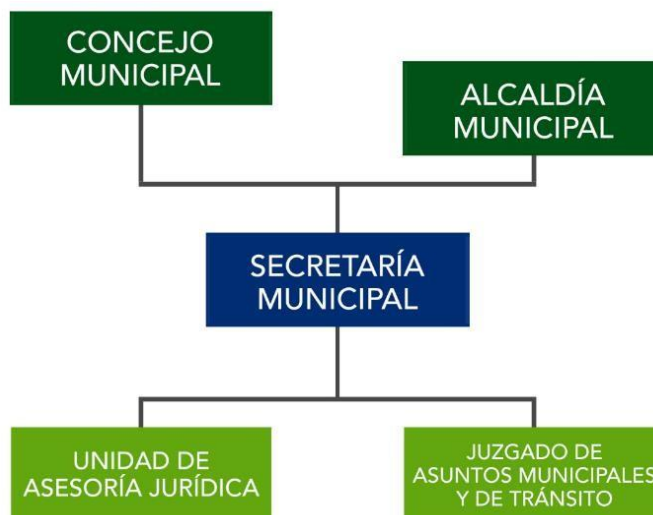 CONCEJO
MUNICIPAL
ALCALDÍA
MUNICIPAL
SECRETARÍA
MUNICIPAL
UNIDAD DE
ASESORÍA JURÍDICA
JUZGADO DE
ASUNTOS MUNICIPALES
Y DE TRÁNSITO